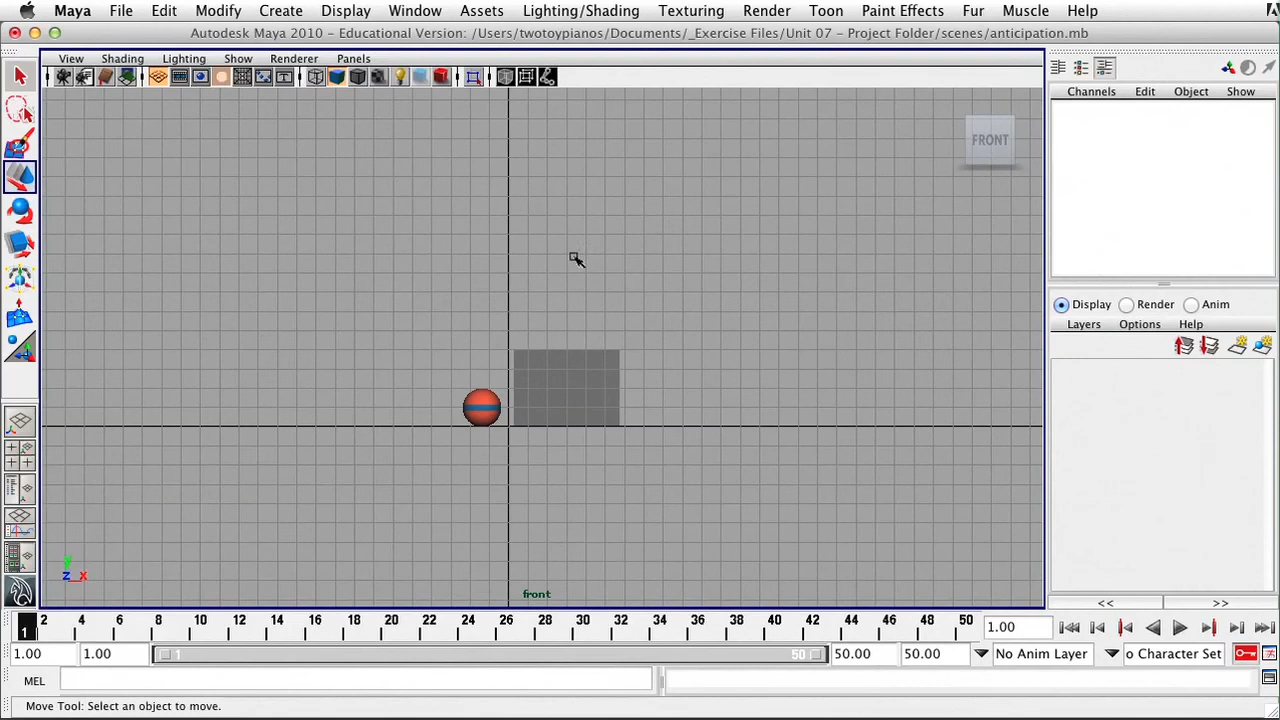 Maya File Edit Modify Create Display Window Assets Lighting/Shading Texturing Render Toon Paint Effects Fur Muscle Help
Autodesk Maya 2010 - Educational Version: /Users/twotoypianos/Documents/_Exercise Files/Unit 07 - Project Folder/scenes/anticipation.mb
View Shading Lighting Show Renderer Panels
Channels Edit Object Show
FRONT
Display Render Anim
Layers Options Help
y
z x
front
<< >>
1 2 4 6 8 10 12 14 16 18 20 22 24 26 28 30 32 34 36 38 40 42 44 46 48 50 1.00
1.00 1.00 1 50 50.00 50.00 No Anim Layer o Character Set
MEL
Move Tool: Select an object to move.